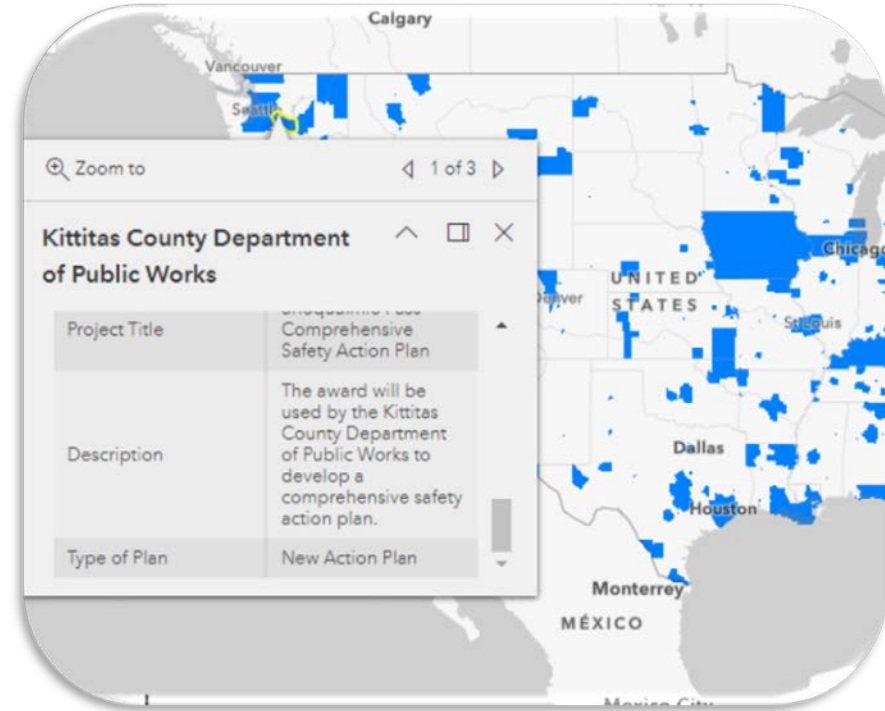 Calgary
Vancouver
Seattle
Zoom to
1 of 3
Kittitas County Department
of Public Works
Project Title
Comprehensive
Safety Action Plan
Description
The award will be
used by the Kittitas
County Department
of Public Works to
develop a
comprehensive safety
action plan.
Type of Plan
New Action Plan
Chicago
UNITED
STATES
Denver
St Louis
Dallas
Houston
Monterrey
MÉXICO
Mexico City